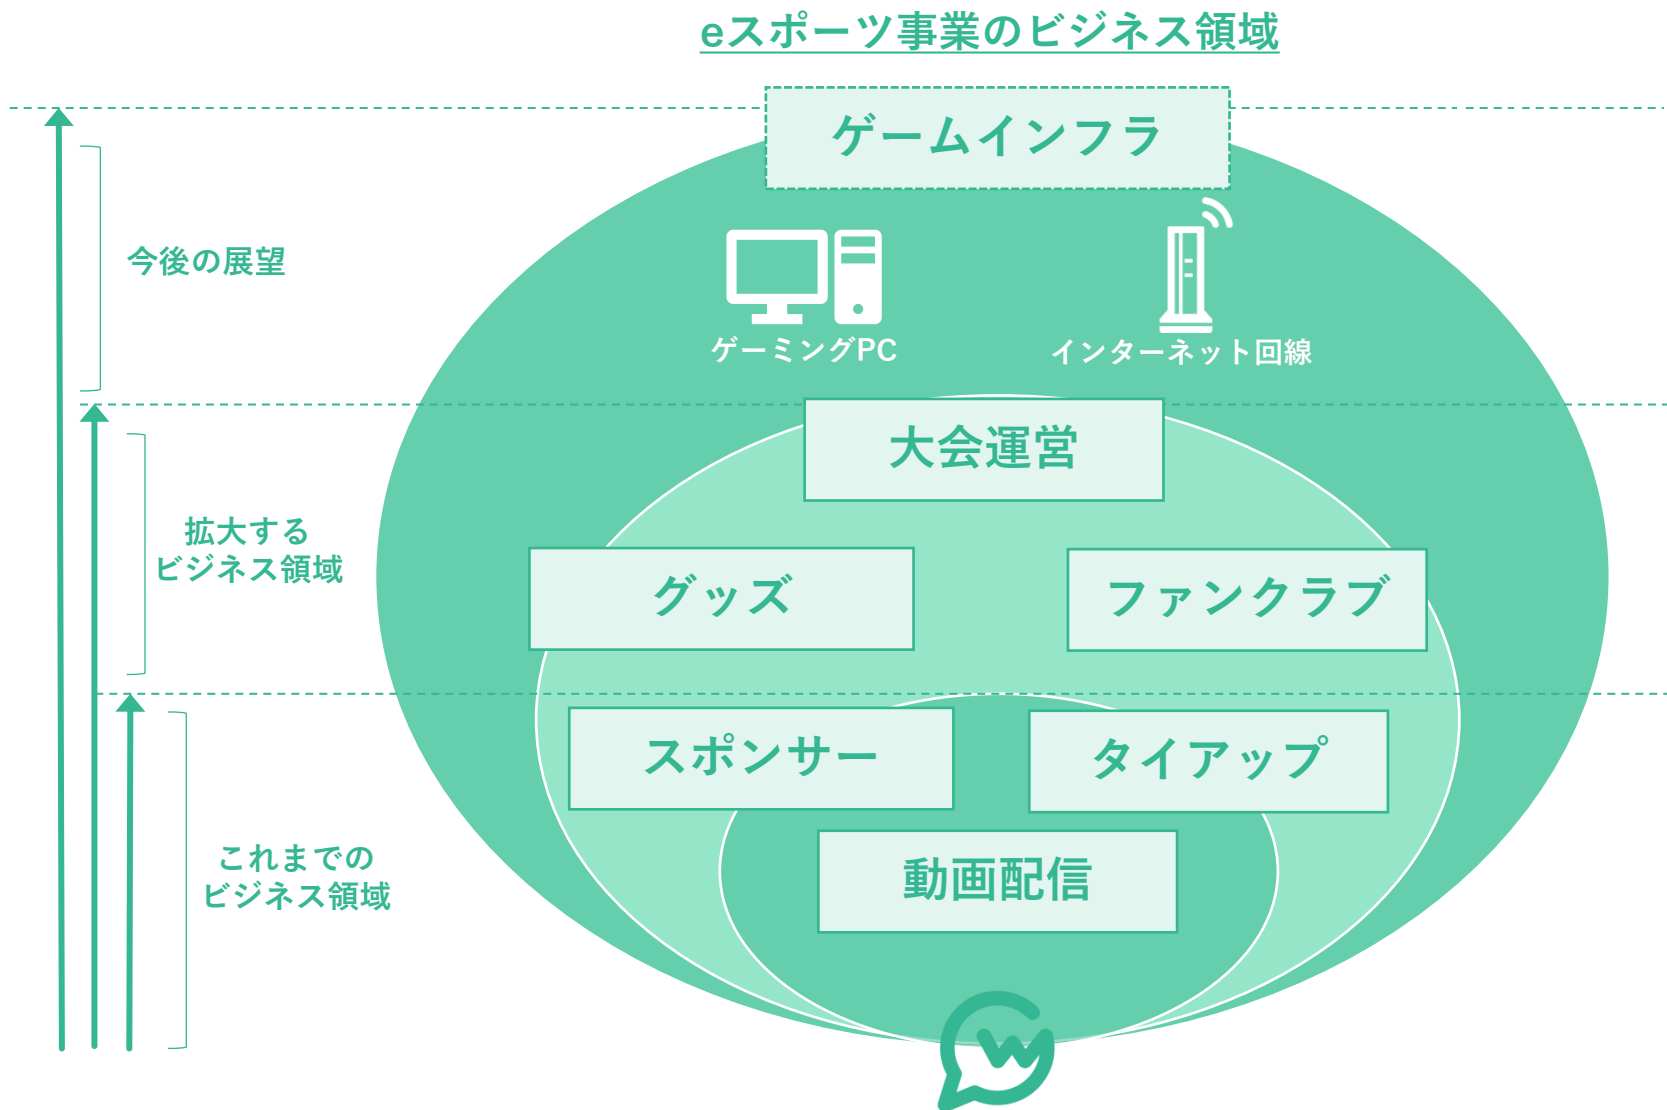 eスポーツ事業のビジネス領域
ゲームインフラ
今後の展望
ゲーミングPC
インターネット回線
大会運営
拡大する
ビジネス領域
グッズ
ファンクラブ
スポンサー
タイアップ
これまでの
ビジネス領域
動画配信